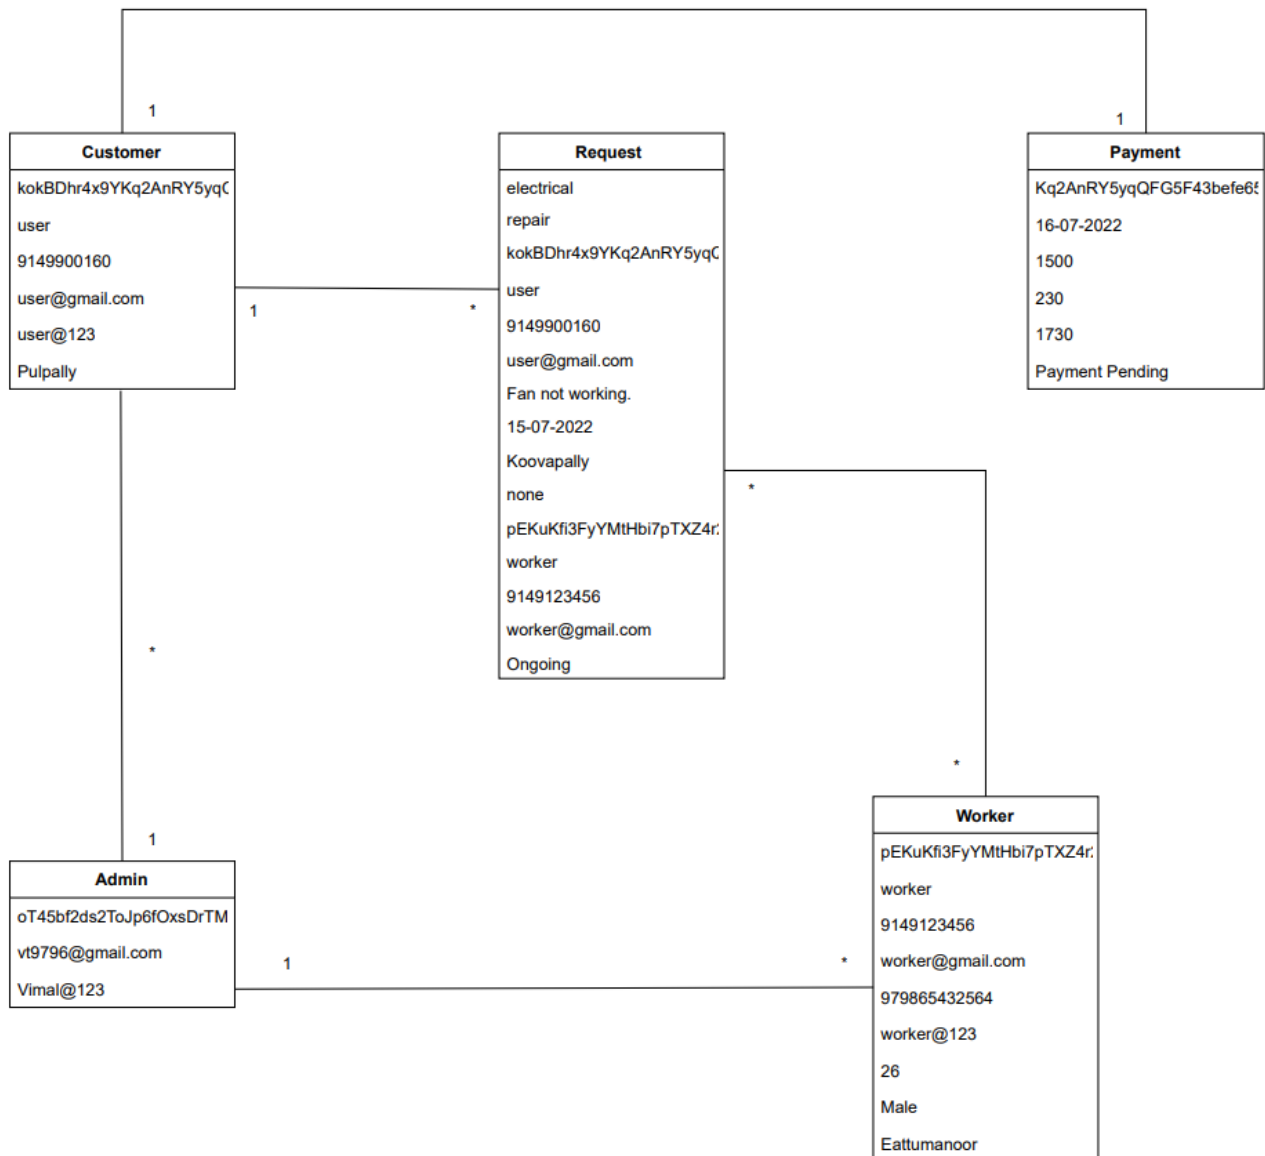 1
1
Customer
kokBDhr4x9YKq2AnRY5yq
user
9149900160
user@gmail.com
user@123
Pulpally
1
*
Request
electrical
repair
kokBDhr4x9YKq2AnRY5yq
user
9149900160
user@gmail.com
Fan not working.
15-07-2022
Koovapally
none
pEKuKfi3FyYMtHbi7pTXZ4r
worker
9149123456
worker@gmail.com
Ongoing
Payment
Kq2AnRY5yqQFG5F43befe65
16-07-2022
1500
230
1730
Payment Pending
*
*
*
1
Admin
oT45bf2ds2ToJp6fOxsDrTM
vt9796@gmail.com
Vimal@123
1
*
Worker
pEKuKfi3FyYMtHbi7pTXZ4r
worker
9149123456
worker@gmail.com
979865432564
worker@123
26
Male
Eattumanoor